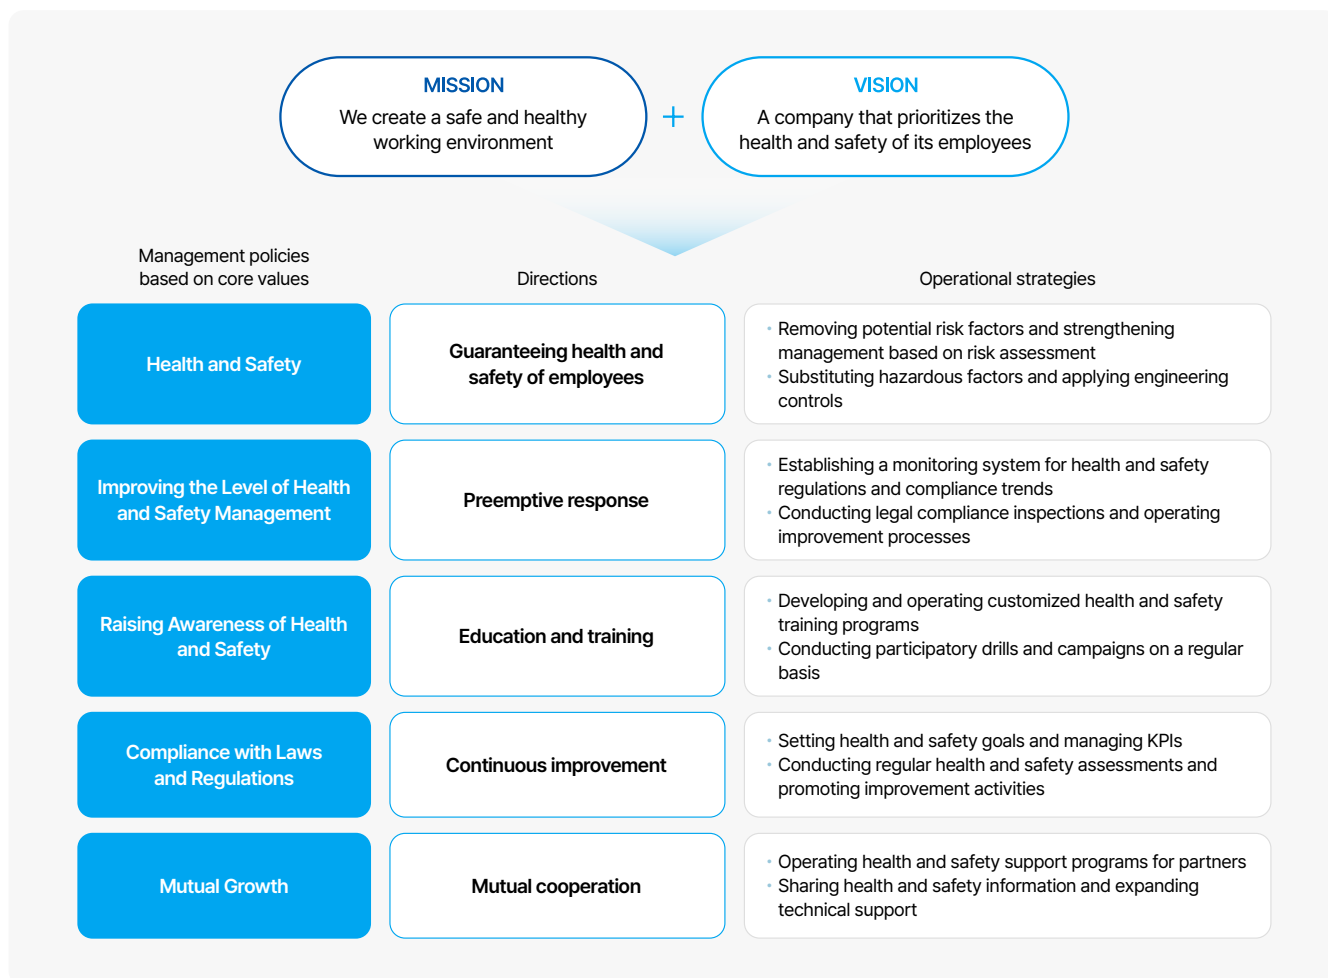 MISSION
We create a safe and healthy
working environment
+
VISION
A company that prioritizes the
health and safety of its employees
Management policies
based on core values
Directions
Operational strategies
Health and Safety
Guaranteeing health and
safety of employees
• Removing potential risk factors and strengthening
management based on risk assessment
• Substituting hazardous factors and applying engineering
controls
Improving the Level of Health
and Safety Management
Preemptive response
• Establishing a monitoring system for health and safety
regulations and compliance trends
• Conducting legal compliance inspections and operating
improvement processes
Raising Awareness of Health
and Safety
Education and training
• Developing and operating customized health and safety
training programs
• Conducting participatory drills and campaigns on a regular
basis
Compliance with Laws
and Regulations
Continuous improvement
• Setting health and safety goals and managing KPIs
• Conducting regular health and safety assessments and
promoting improvement activities
Mutual Growth
Mutual cooperation
• Operating health and safety support programs for partners
• Sharing health and safety information and expanding
technical support